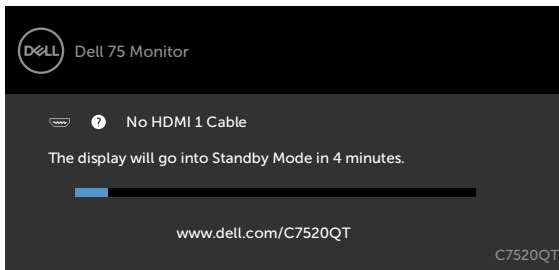 DELL
Dell 75 Monitor
? No HDMI 1 Cable
The display will go into Standby Mode in 4 minutes.
www.dell.com/C7520QT
C7520QT